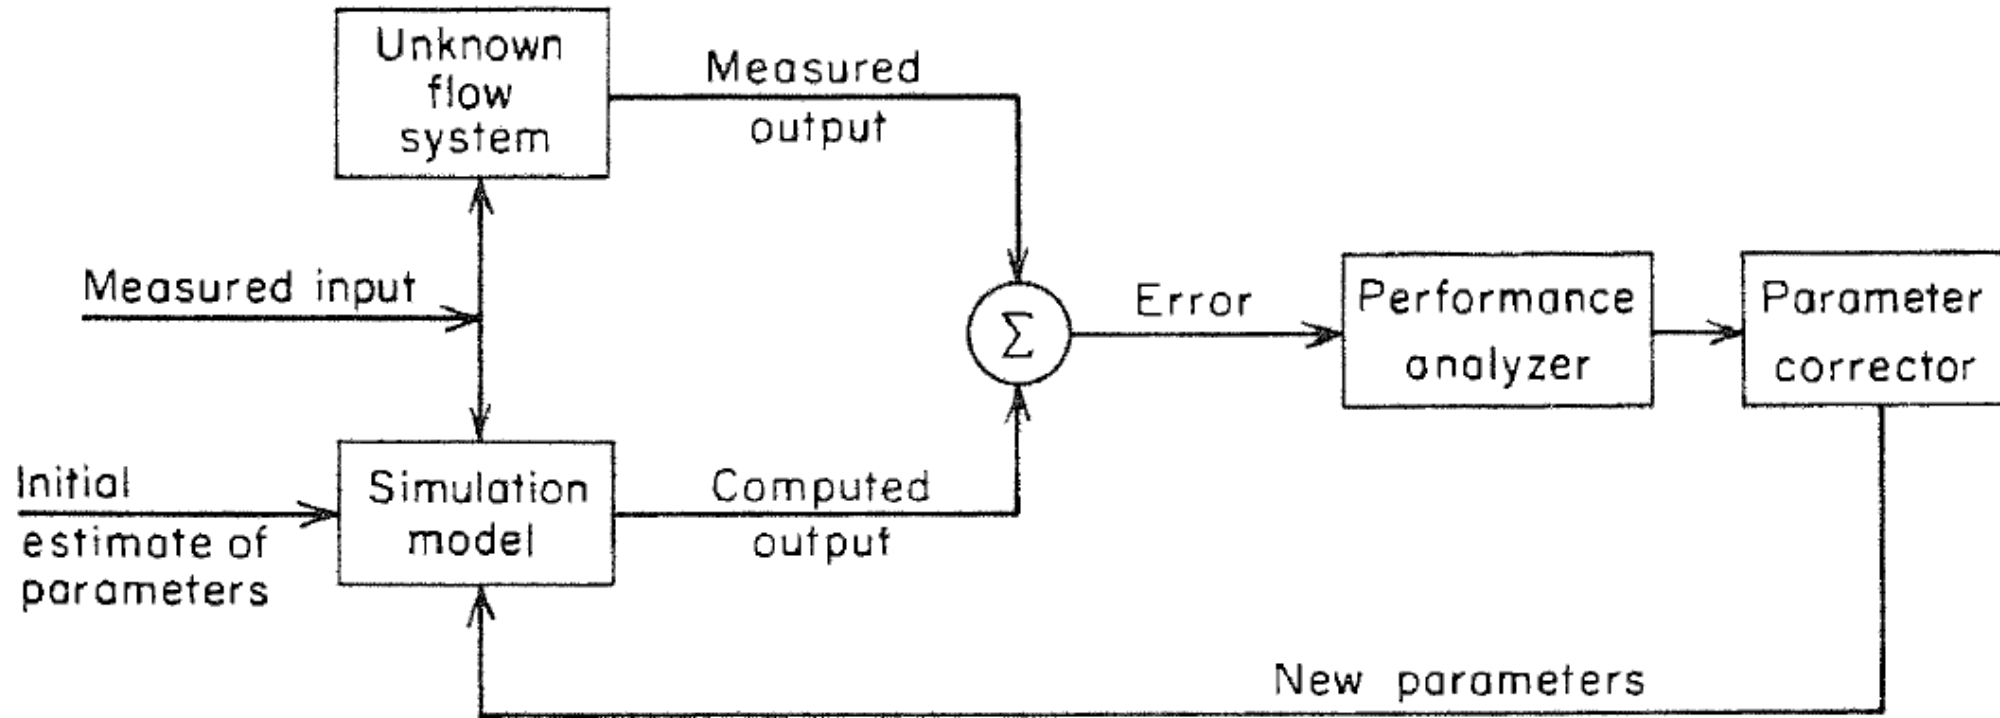 Unknown
flow
system
Measured
output
Measured input
Σ
Error
Performance
analyzer
Parameter
corrector
Initial
estimate of
parameters
Simulation
model
Computed
output
New parameters